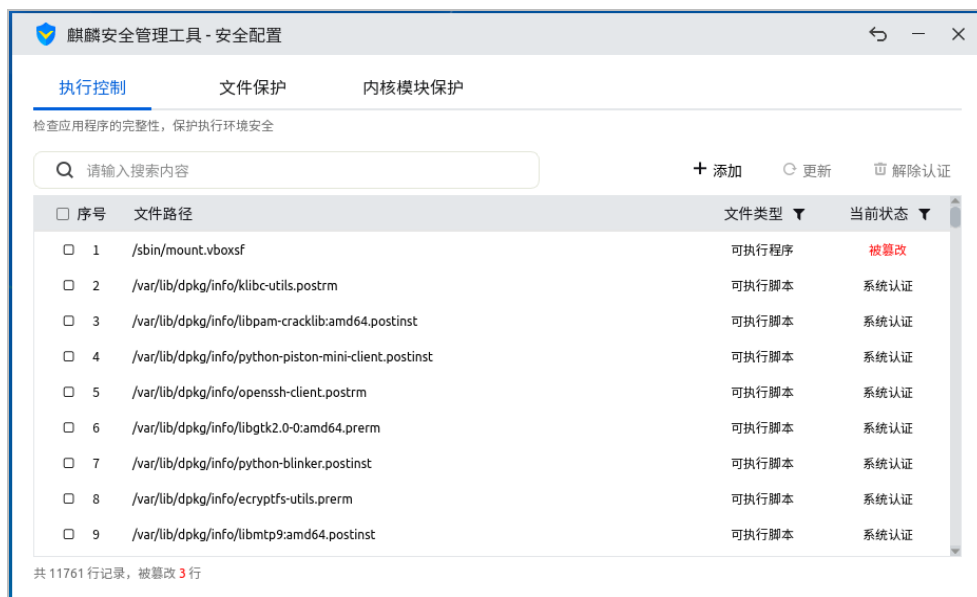 麒麟安全管理工具 - 安全配置
执行控制 文件保护 内核模块保护
检查应用程序的完整性，保护执行环境安全
请输入搜索内容 添加 更新 解除认证
序号 文件路径 文件类型 当前状态
1 /sbin/mount.vboxsf 可执行程序 被篡改
2 /var/lib/dpkg/info/klibc-utils.postrm 可执行脚本 系统认证
3 /var/lib/dpkg/info/libpam-cracklib:amd64.postinst 可执行脚本 系统认证
4 /var/lib/dpkg/info/python-piston-mini-client.postinst 可执行脚本 系统认证
5 /var/lib/dpkg/info/openssh-client.postrm 可执行脚本 系统认证
6 /var/lib/dpkg/info/libgtk2.0-0:amd64.prerm 可执行脚本 系统认证
7 /var/lib/dpkg/info/python-blinker.postinst 可执行脚本 系统认证
8 /var/lib/dpkg/info/ecryptfs-utils.prerm 可执行脚本 系统认证
9 /var/lib/dpkg/info/libmtp9:amd64.postinst 可执行脚本 系统认证
共 11761 行记录，被篡改 3 行